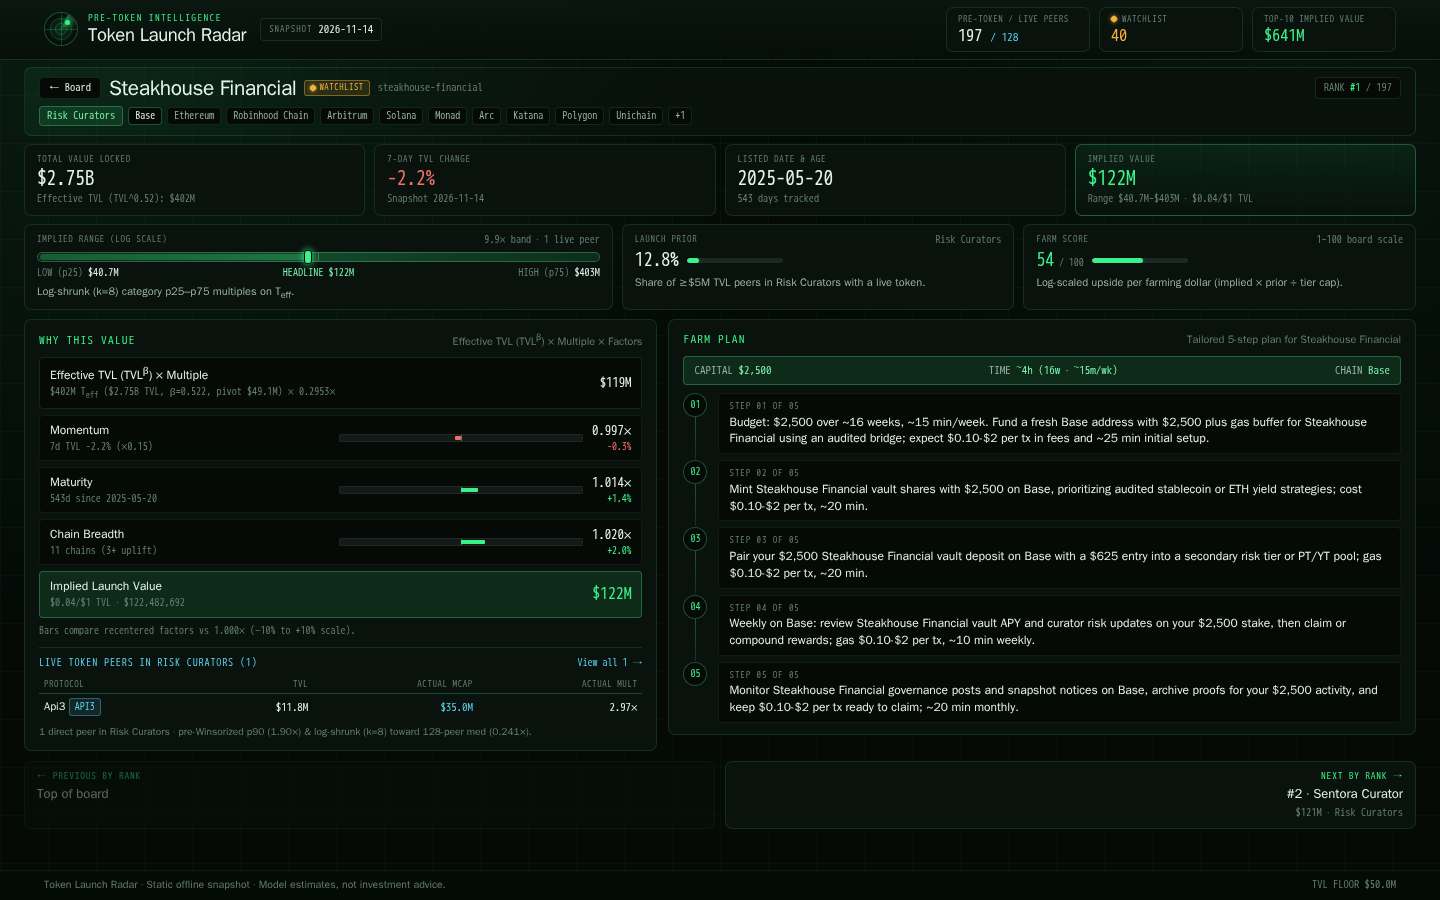 PRE-TOKEN INTELLIGENCE
Token Launch Radar
SNAPSHOT 2026-11-14
PRE-TOKEN / LIVE PEERS
197 / 128
WATCHLIST
40
TOP-10 IMPLIED VALUE
$641M
← Board
Steakhouse Financial
WATCHLIST
steakhouse-financial
RANK #1 / 197
Risk Curators
Base
Ethereum
Robinhood Chain
Arbitrum
Solana
Monad
Arc
Katana
Polygon
Unichain
+1
TOTAL VALUE LOCKED
$2.75B
Effective TVL (TVL^0.52): $402M
7-DAY TVL CHANGE
-2.2%
Snapshot 2026-11-14
LISTED DATE & AGE
2025-05-20
543 days tracked
IMPLIED VALUE
$122M
Range $40.7M–$403M · $0.04/$1 TVL
IMPLIED RANGE (LOG SCALE)
9.9× band · 1 live peer
LOW (p25) $40.7M
HEADLINE $122M
HIGH (p75) $403M
Log-shrunk (k=8) category p25–p75 multiples on Teff.
LAUNCH PRIOR
Risk Curators
12.8%
Share of ≥$5M TVL peers in Risk Curators with a live token.
FARM SCORE
1-100 board scale
54 / 100
Log-scaled upside per farming dollar (implied × prior ÷ tier cap).
WHY THIS VALUE
Effective TVL (TVLβ) × Multiple × Factors
Effective TVL (TVLβ) × Multiple
$402M Teff ($2.75B TVL, β=0.522, pivot $49.1M) × 0.2953×
$119M
Momentum
7d TVL -2.2% (×0.15)
0.997×
-0.3%
Maturity
543d since 2025-05-20
1.014×
+1.4%
Chain Breadth
11 chains (3+ uplift)
1.020×
+2.0%
Implied Launch Value
$0.04/$1 TVL · $122,482,692
$122M
Bars compare recentered factors vs 1.000× (−10% to +10% scale).
LIVE TOKEN PEERS IN RISK CURATORS (1)
View all 1 →
PROTOCOL TVL ACTUAL MCAP ACTUAL MULT
Api3 API3 $11.8M $35.0M 2.97×
1 direct peer in Risk Curators · pre-Winsorized p90 (1.90×) & log-shrunk (k=8) toward 128-peer med (0.241×).
FARM PLAN
Tailored 5-step plan for Steakhouse Financial
CAPITAL $2,500
TIME ~4h (16w · ~15m/wk)
CHAIN Base
01
STEP 01 OF 05
Budget: $2,500 over ~16 weeks, ~15 min/week. Fund a fresh Base address with $2,500 plus gas buffer for Steakhouse
Financial using an audited bridge; expect $0.10-$2 per tx in fees and ~25 min initial setup.
02
STEP 02 OF 05
Mint Steakhouse Financial vault shares with $2,500 on Base, prioritizing audited stablecoin or ETH yield strategies; cost
$0.10-$2 per tx, ~20 min.
03
STEP 03 OF 05
Pair your $2,500 Steakhouse Financial vault deposit on Base with a $625 entry into a secondary risk tier or PT/YT pool; gas
$0.10-$2 per tx, ~20 min.
04
STEP 04 OF 05
Weekly on Base: review Steakhouse Financial vault APY and curator risk updates on your $2,500 stake, then claim or
compound rewards; gas $0.10-$2 per tx, ~10 min weekly.
05
STEP 05 OF 05
Monitor Steakhouse Financial governance posts and snapshot notices on Base, archive proofs for your $2,500 activity, and
keep $0.10-$2 per tx ready to claim; ~20 min monthly.
← PREVIOUS BY RANK
Top of board
NEXT BY RANK →
#2 · Sentora Curator
$121M · Risk Curators
Token Launch Radar · Static offline snapshot · Model estimates, not investment advice.
TVL FLOOR $50.0M